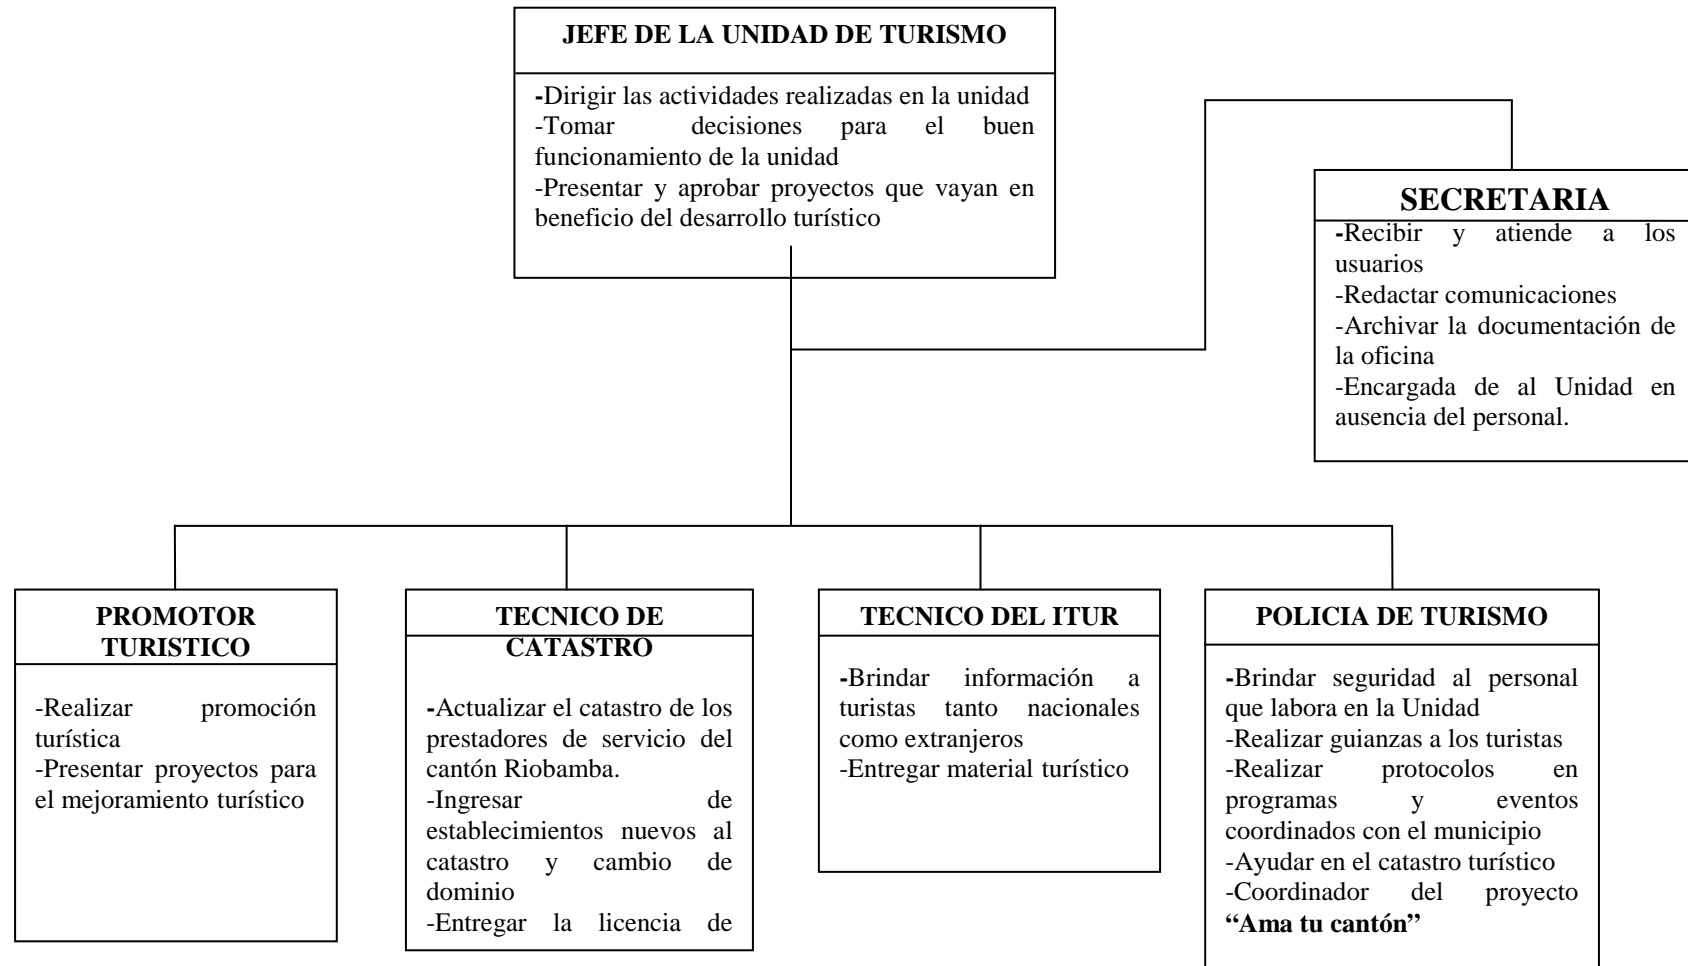 JEFE DE LA UNIDAD DE TURISMO
-Dirigir las actividades realizadas en la unidad
-Tomar decisiones para el buen
funcionamiento de la unidad
-Presentar y aprobar proyectos que vayan en
beneficio del desarrollo turístico
SECRETARIA
-Recibir y atiende a los
usuarios
-Redactar comunicaciones
-Archivar la documentación de
la oficina
-Encargada de al Unidad en
ausencia del personal.
PROMOTOR
TURISTICO
-Realizar promoción
turística
-Presentar proyectos para
el mejoramiento turístico
TECNICO DE
CATASTRO
-Actualizar el catastro de los
prestadores de servicio del
cantón Riobamba.
-Ingresar de
establecimientos nuevos al
catastro y cambio de
dominio
-Entregar la licencia de
TECNICO DEL ITUR
-Brindar información a
turistas tanto nacionales
como extranjeros
-Entregar material turístico
POLICIA DE TURISMO
-Brindar seguridad al personal
que labora en la Unidad
-Realizar guianzas a los turistas
-Realizar protocolos en
programas y eventos
coordinados con el municipio
-Ayudar en el catastro turístico
-Coordinador del proyecto
“Ama tu cantón”